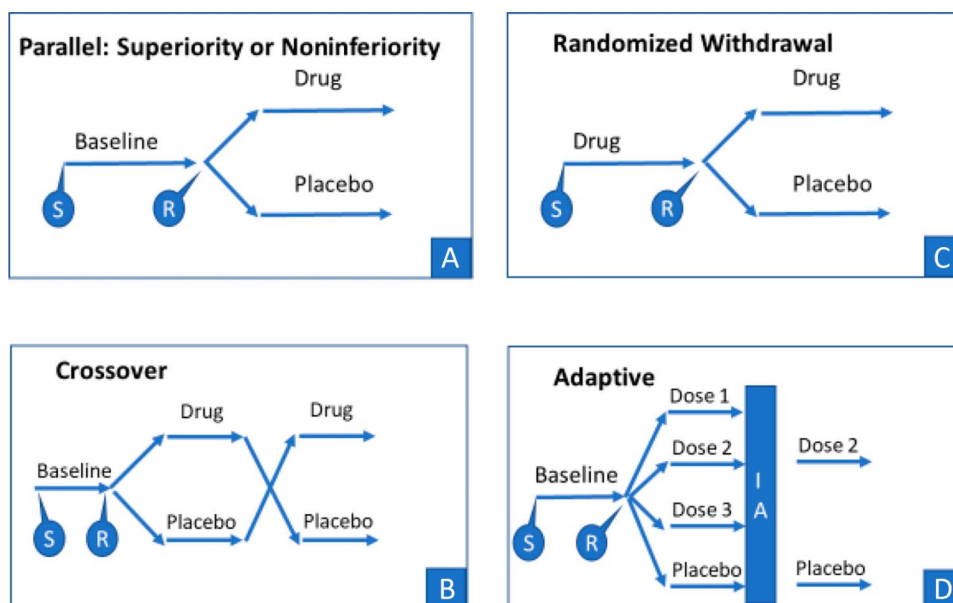 Parallel: Superiority or Noninferiority
Drug
Baseline
Placebo
S
R
A
Randomized Withdrawal
Drug
Drug
Placebo
S
R
C
Crossover
Drug
Drug
Baseline
Placebo
Placebo
S
R
B
Adaptive
Dose 1
Dose 2
Dose 2
Baseline
I
A
Dose 3
S
R
Placebo
Placebo
D